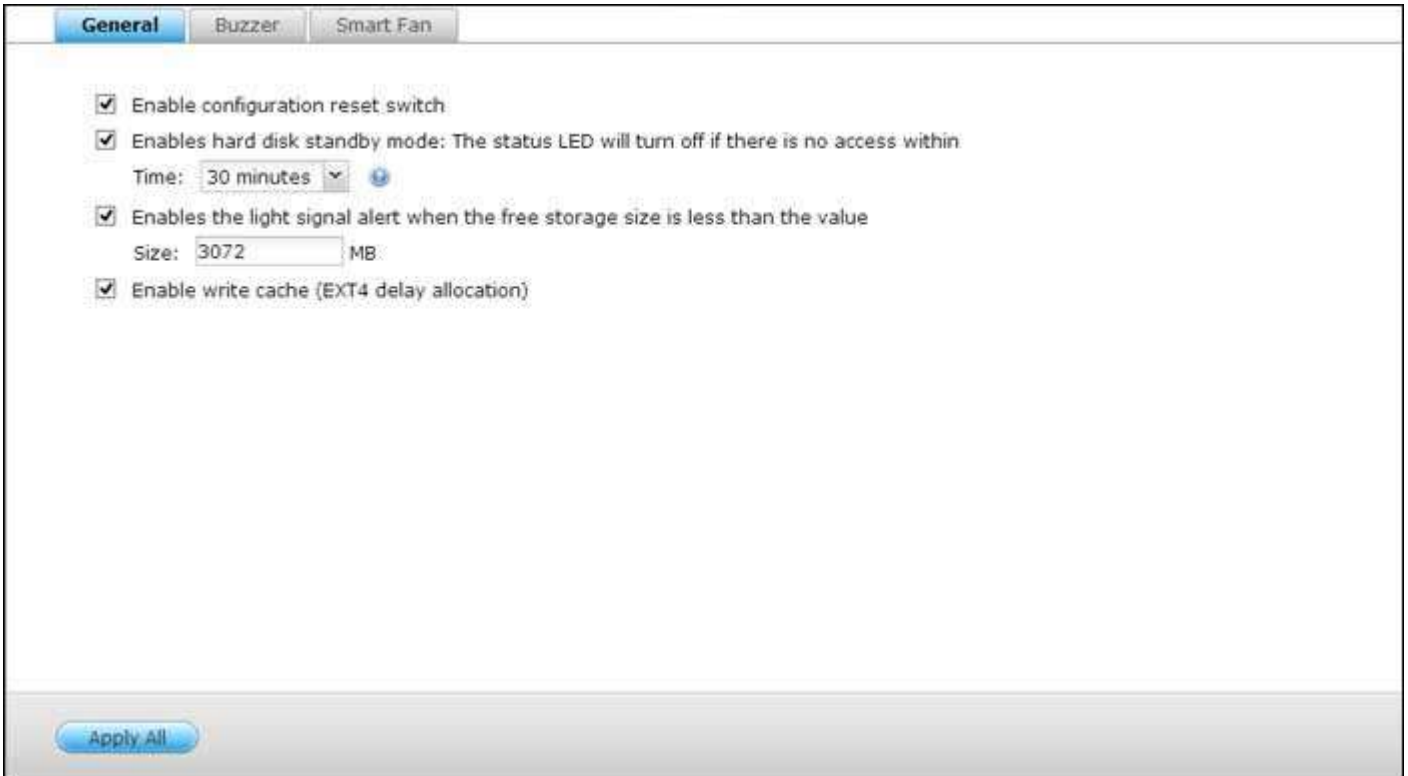 General Buzzer Smart Fan
Enable configuration reset switch
Enables hard disk standby mode: The status LED will turn off if there is no access within
Time: 30 minutes
Enables the light signal alert when the free storage size is less than the value
Size: 3072 MB
Enable write cache (EXT4 delay allocation)
Apply All